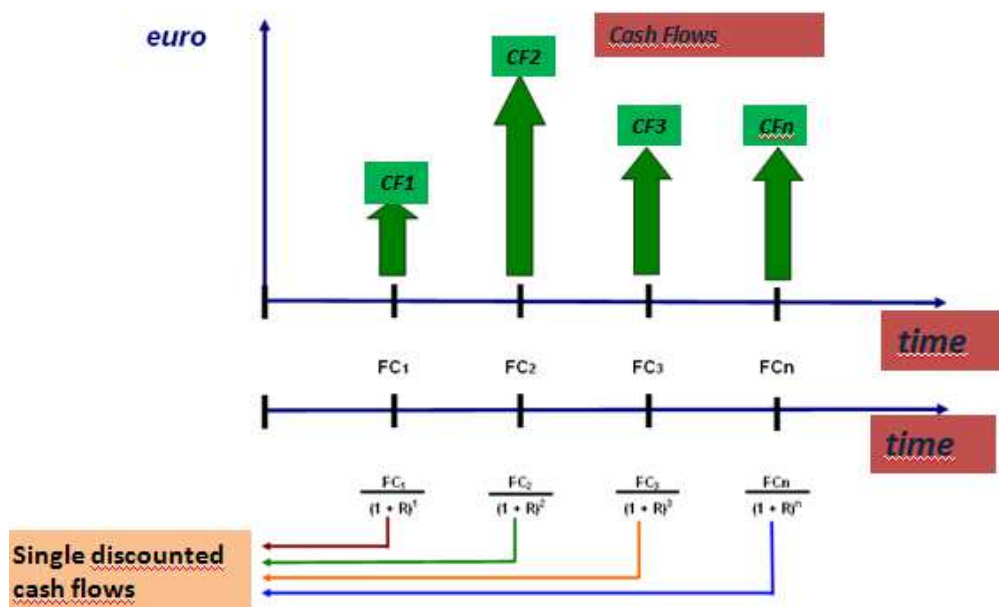 euro
Cash Flows
CF2
CF3
CFn
CF1
time
FC₁ FC₂ FC₃ FCn
time
FC₁ FC₂ FC₃ FCn
(1 + R)¹ (1 + R)² (1 + R)³ (1 + R)ⁿ
Single discounted
cash flows